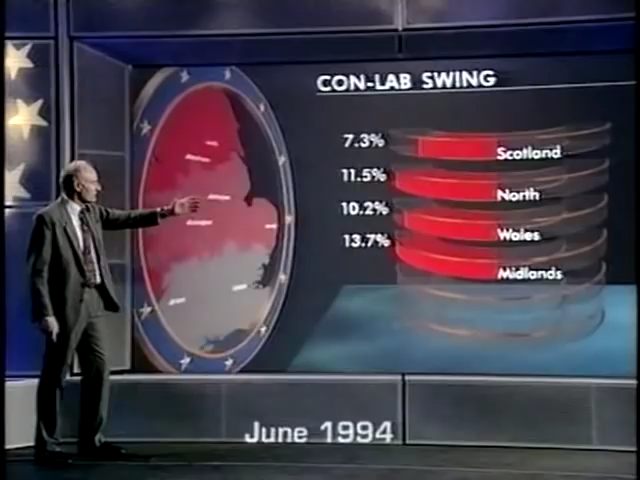 CON-LAB SWING
7.3%
Scotland
11.5%
North
10.2%
Wales
13.7%
Midlands
June 1994